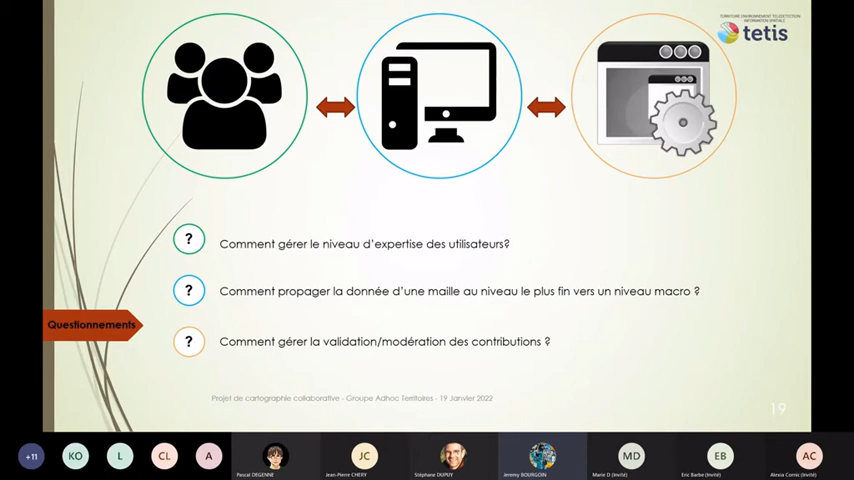 TERRITOIRE ENVIRONNEMENT TÉLÉDÉTECTION
INFORMATION SPATIALE
tetis
? Comment gérer le niveau d'expertise des utilisateurs?
? Comment propager la donnée d'une maille au niveau le plus fin vers un niveau macro ?
Questionnements
? Comment gérer la validation/modération des contributions ?
Projet de cartographie collaborative - Groupe Adhoc Territoires - 19 Janvier 2022
19
+11 KO L CL A JC MD EB AC
Pascal DEGENNE Jean-Pierre CHERY Stéphane DUPUY Jeremy BOURGOIN Marie D (Invité) Eric Barbe (Invité) Alexia Cornic (Invité)